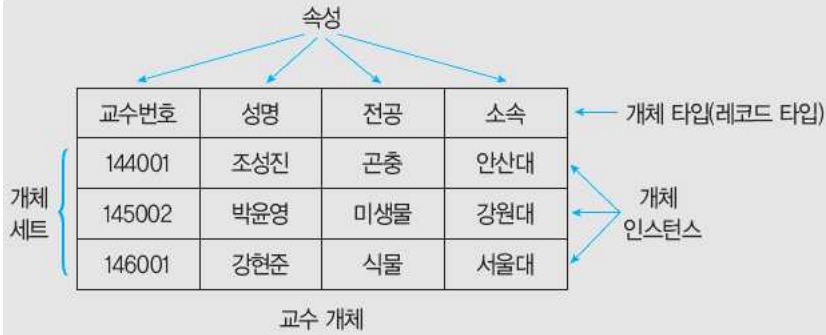 속성
교수번호 성명 전공 소속 개체 타입(레코드 타입)
144001 조성진 곤충 안산대
개체 세트 145002 박윤영 미생물 강원대 개체 인스턴스
146001 강현준 식물 서울대
교수 개체